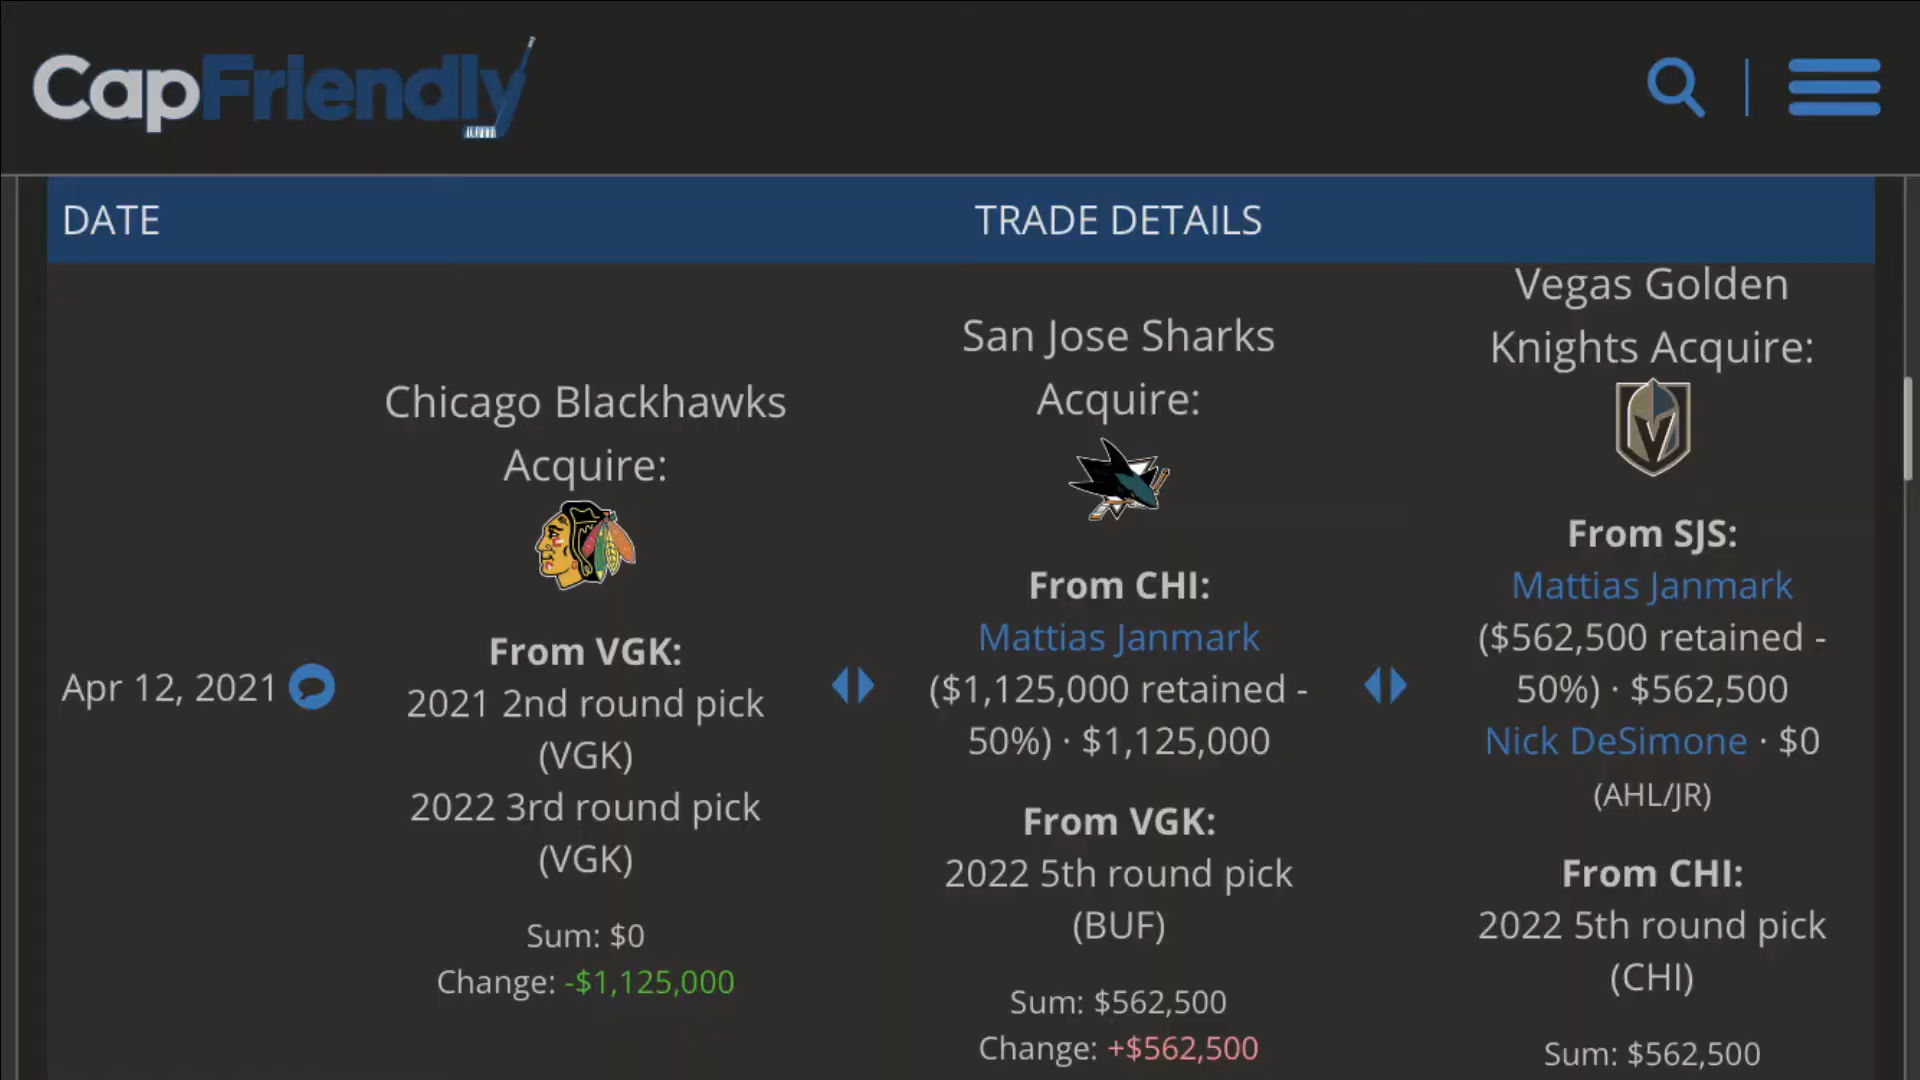 CapFriendly
DATE
TRADE DETAILS
Apr 12, 2021
Chicago Blackhawks
Acquire:
From VGK:
2021 2nd round pick
(VGK)
2022 3rd round pick
(VGK)
Sum: $0
Change: -$1,125,000
San Jose Sharks
Acquire:
From CHI:
Mattias Janmark
($1,125,000 retained -
50%) · $1,125,000
From VGK:
2022 5th round pick
(BUF)
Sum: $562,500
Change: +$562,500
Vegas Golden
Knights Acquire:
From SJS:
Mattias Janmark
($562,500 retained -
50%) · $562,500
Nick DeSimone · $0
(AHL/JR)
From CHI:
2022 5th round pick
(CHI)
Sum: $562,500